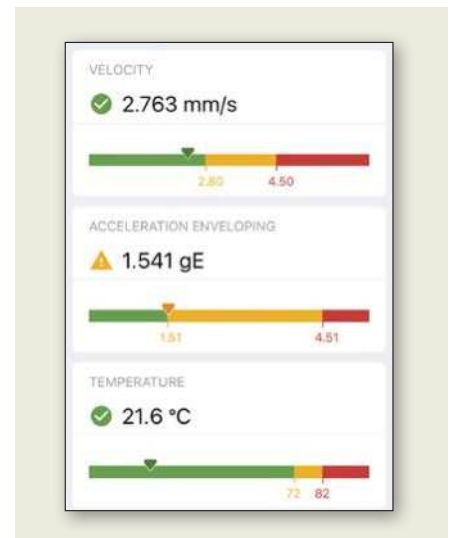 VELOCITY
2.763 mm/s
2.80 4.50
ACCELERATION ENVELOPING
1.541 gE
1.51 4.51
TEMPERATURE
21.6 °C
72 82